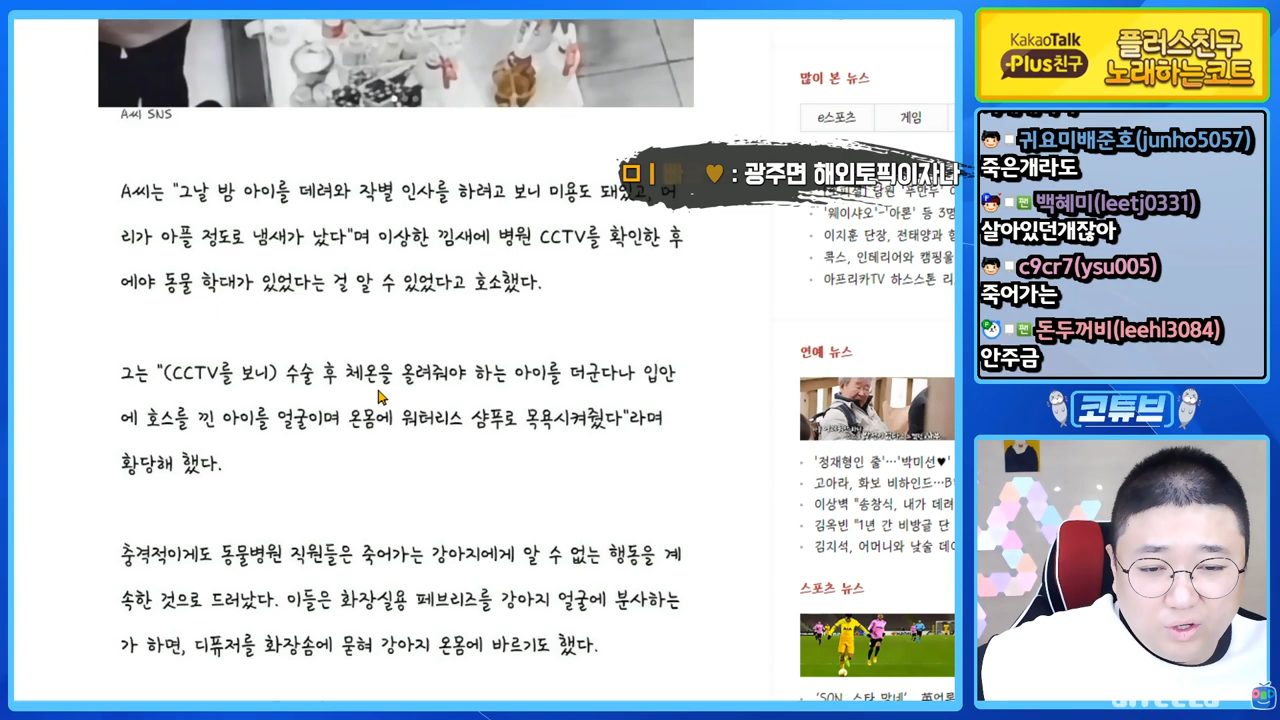 A씨 SNS
A씨는 "그날 밤 아이를 데려와 작별 인사를 하려고 보니 미용도 돼있고, 머
리가 아플 정도로 냄새가 났다"며 이상한 낌새에 병원 CCTV를 확인한 후
에야 동물 학대가 있었다는 걸 알 수 있었다고 호소했다.
그는 "(CCTV를 보니) 수술 후 체온을 올려줘야 하는 아이를 더군다나 입안
에 호스를 낀 아이를 얼굴이며 온몸에 워터리스 샴푸로 목욕시켜줬다"라며
황당해 했다.
충격적이게도 동물병원 직원들은 죽어가는 강아지에게 알 수 없는 행동을 계
속한 것으로 드러났다. 이들은 화장실용 페브리즈를 강아지 얼굴에 분사하는
가 하면, 디퓨저를 화장솜에 묻혀 강아지 온몸에 바르기도 했다.
ㅁㅣ ♥ : 광주면 해외토픽이자나
많이 본 뉴스
e스포츠 게임
'웨이샤오'-'아론' 등 3명
이지훈 단장, 전태양과 함
콕스, 인테리어와 캠핑울
아프리카TV 하스스톤 리
연예 뉴스
'정재형인 줄'…'박미선♥'
고아라, 화보 비하인드…B
이상벽 "송창식, 내가 데려
김옥빈 "1년 간 비방글 단
김지석, 어머니와 낮술 데이
스포츠 뉴스
'SON, 스타 맞네', 英언론
KakaoTalk
Plus친구
플러스친구
노래하는코트
귀요미배준호(junho5057)
죽은개라도
팬 백혜미(leetj0331)
살아있던개잖아
c9cr7(ysu005)
죽어가는
팬 돈두꺼비(leehl3084)
안주금
코튜브